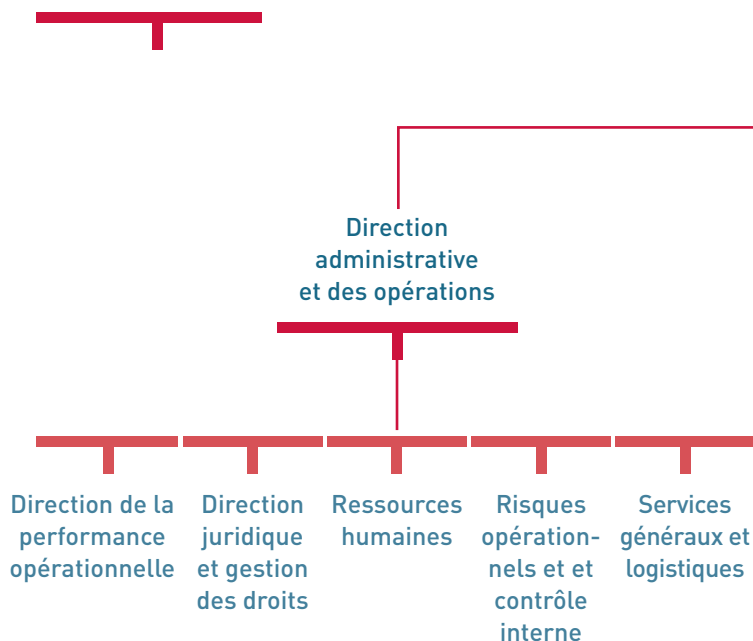 Direction
administrative
et des opérations
Direction de la
performance
opérationnelle
Direction
juridique
et gestion
des droits
Ressources
humaines
Risques
opération-
nels et et
contrôle
interne
Services
généraux et
logistiques